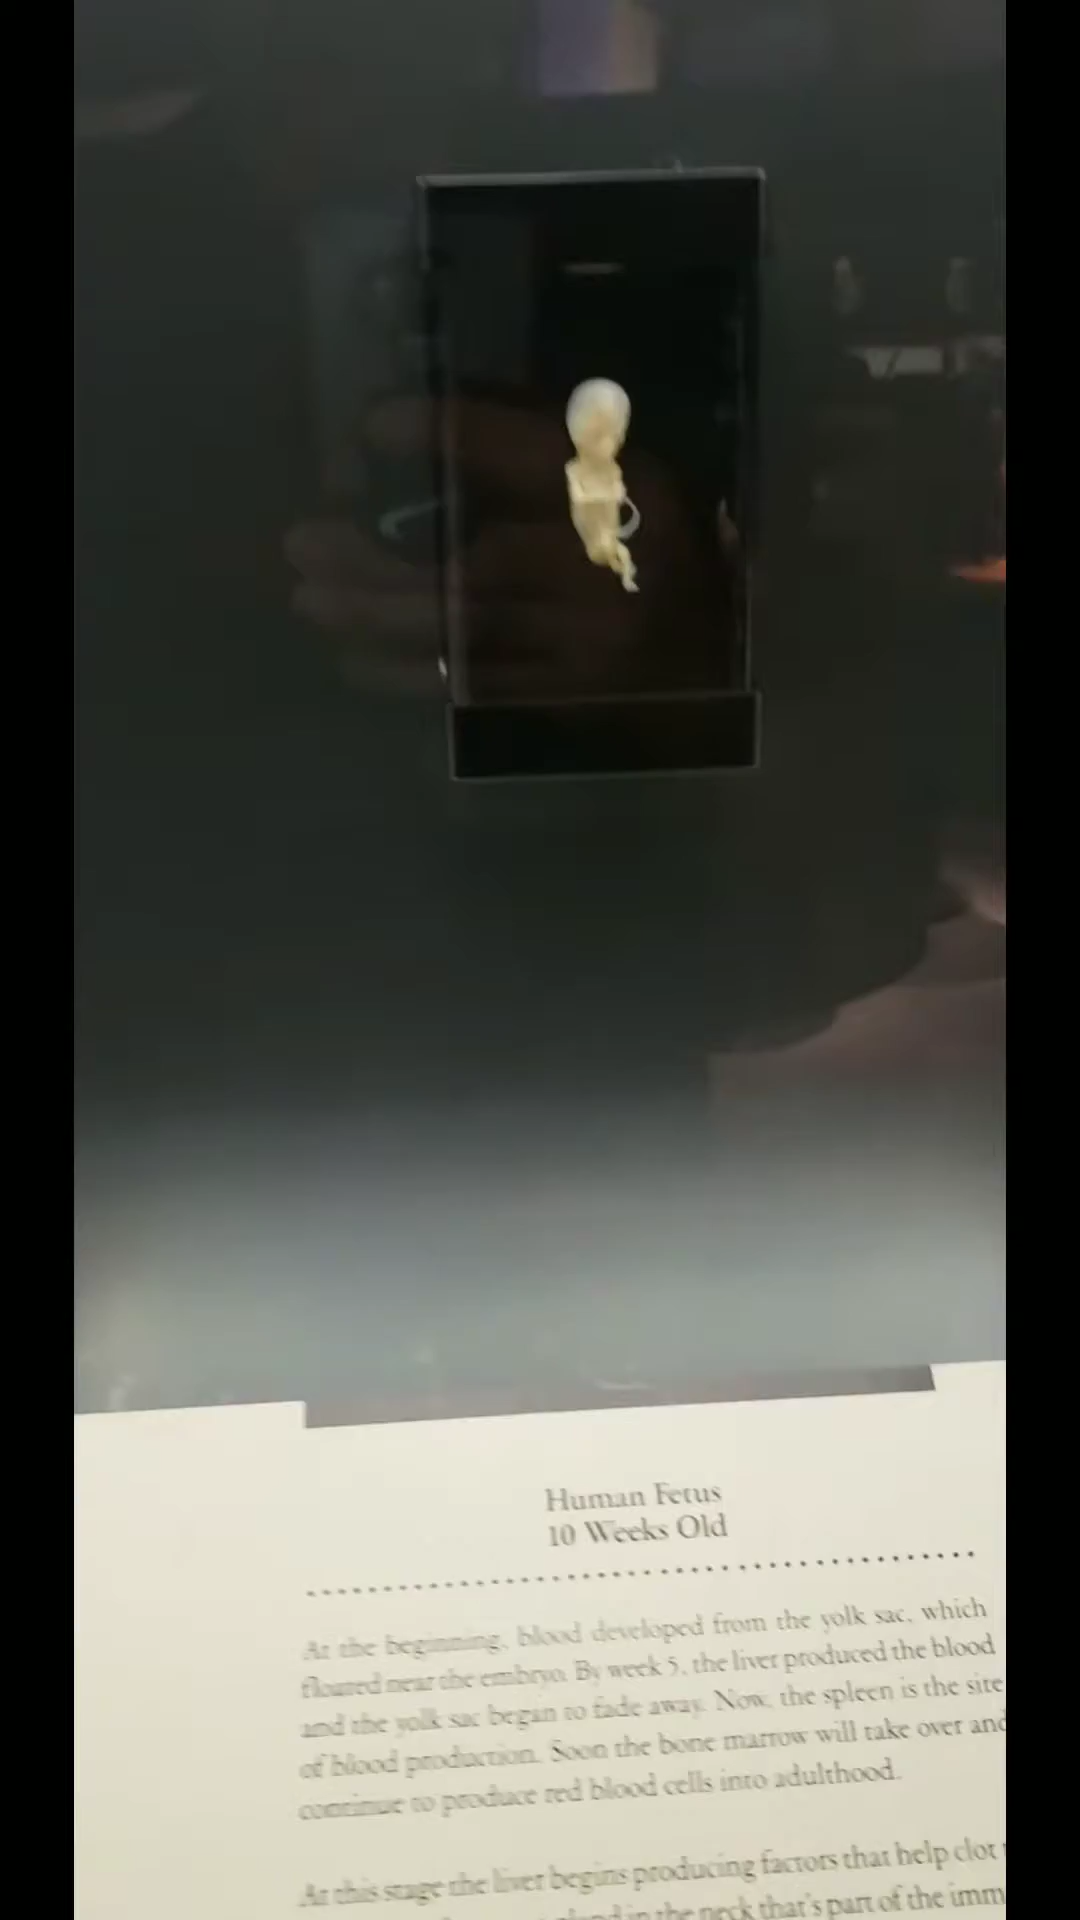 Human Fetus
10 Weeks Old
At the beginning, blood developed from the yolk sac, which
floated near the embryo. By week 5, the liver produced the blood
and the yolk sac began to fade away. Now, the spleen is the site
of blood production. Soon the bone marrow will take over and
continue to produce red blood cells into adulthood.
At this stage the liver begins producing factors that help clot
gland in the neck that's part of the imm